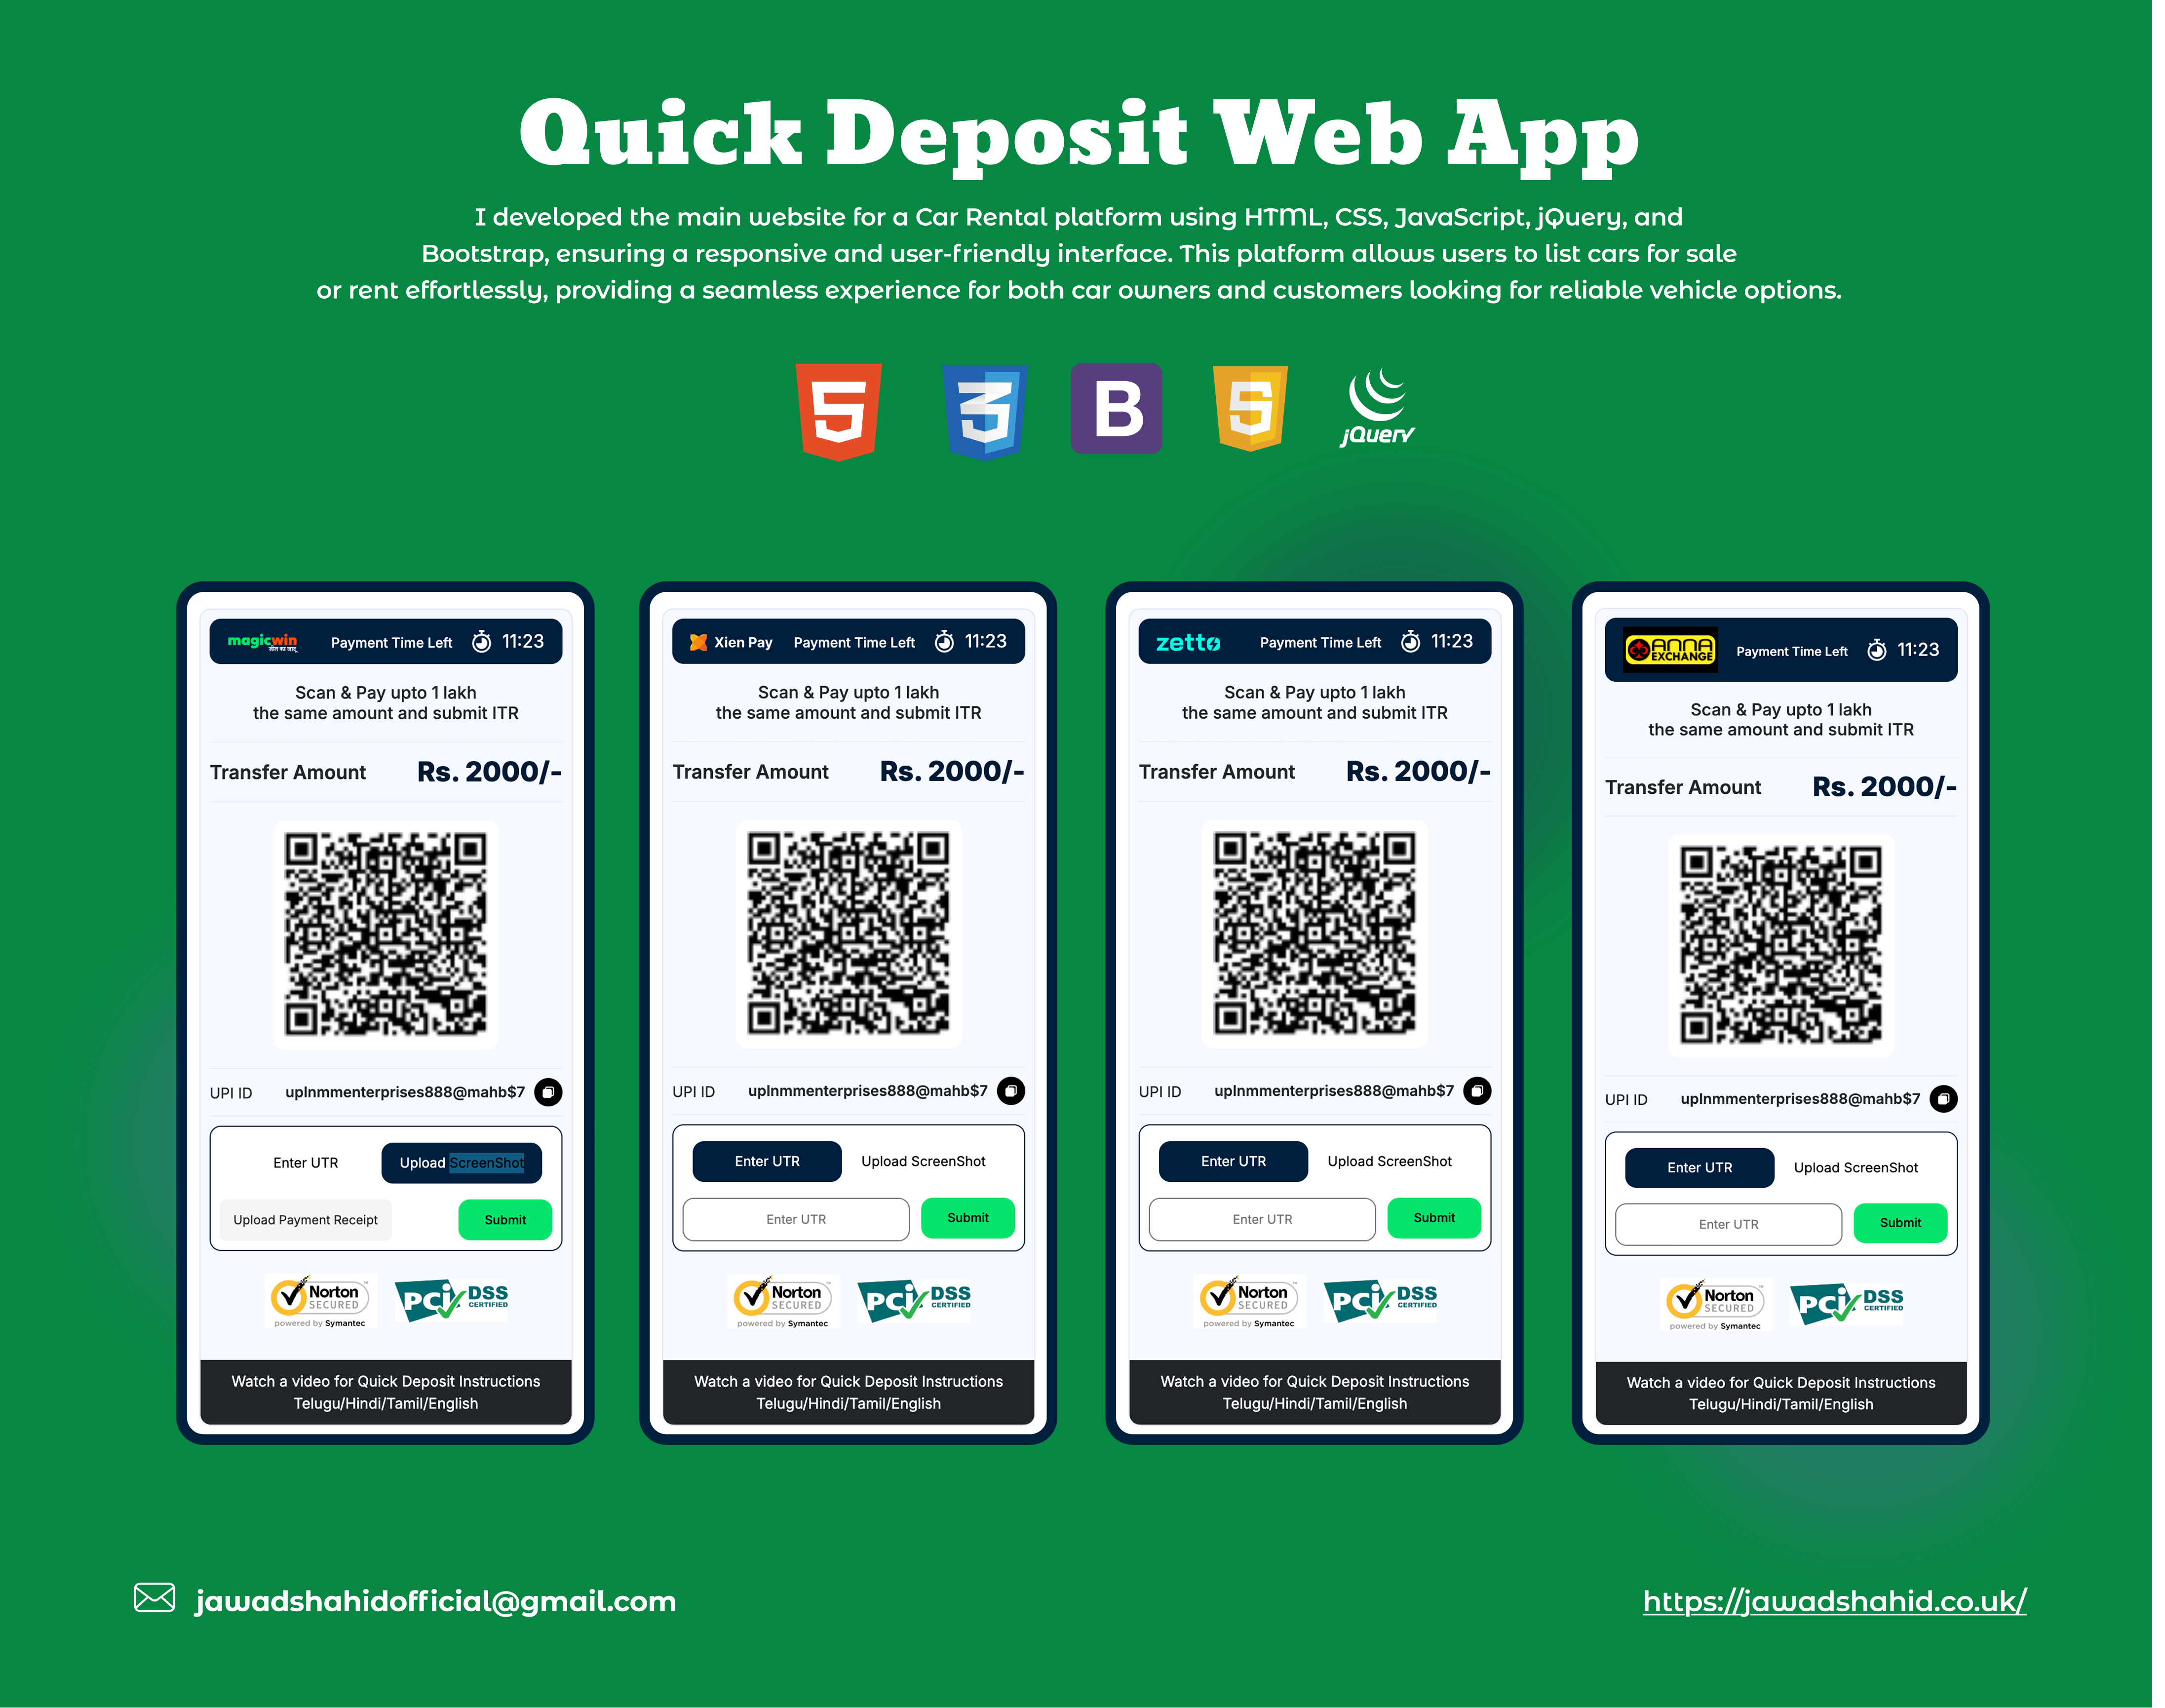 Quick Deposit Web App
I developed the main website for a Car Rental platform using HTML, CSS, JavaScript, jQuery, and
Bootstrap, ensuring a responsive and user-friendly interface. This platform allows users to list cars for sale
or rent effortlessly, providing a seamless experience for both car owners and customers looking for reliable vehicle options.
5
3
B
5
jQuery
magicwin
जीत का जादू
Payment Time Left
11:23
Scan & Pay upto 1 lakh
the same amount and submit ITR
Transfer Amount
Rs. 2000/-
UPI ID
uplnmmenterprises888@mahb$7
Enter UTR
Upload ScreenShot
Upload Payment Receipt
Submit
Norton
SECURED
powered by Symantec
PCi DSS
CERTIFIED
Watch a video for Quick Deposit Instructions
Telugu/Hindi/Tamil/English
Xien Pay
Payment Time Left
11:23
Scan & Pay upto 1 lakh
the same amount and submit ITR
Transfer Amount
Rs. 2000/-
UPI ID
uplnmmenterprises888@mahb$7
Enter UTR
Upload ScreenShot
Enter UTR
Submit
Norton
SECURED
powered by Symantec
PCi DSS
CERTIFIED
Watch a video for Quick Deposit Instructions
Telugu/Hindi/Tamil/English
zetto
Payment Time Left
11:23
Scan & Pay upto 1 lakh
the same amount and submit ITR
Transfer Amount
Rs. 2000/-
UPI ID
uplnmmenterprises888@mahb$7
Enter UTR
Upload ScreenShot
Enter UTR
Submit
Norton
SECURED
powered by Symantec
PCi DSS
CERTIFIED
Watch a video for Quick Deposit Instructions
Telugu/Hindi/Tamil/English
ANNA
EXCHANGE
Payment Time Left
11:23
Scan & Pay upto 1 lakh
the same amount and submit ITR
Transfer Amount
Rs. 2000/-
UPI ID
uplnmmenterprises888@mahb$7
Enter UTR
Upload ScreenShot
Enter UTR
Submit
Norton
SECURED
powered by Symantec
PCi DSS
CERTIFIED
Watch a video for Quick Deposit Instructions
Telugu/Hindi/Tamil/English
jawadshahidofficial@gmail.com
https://jawadshahid.co.uk/